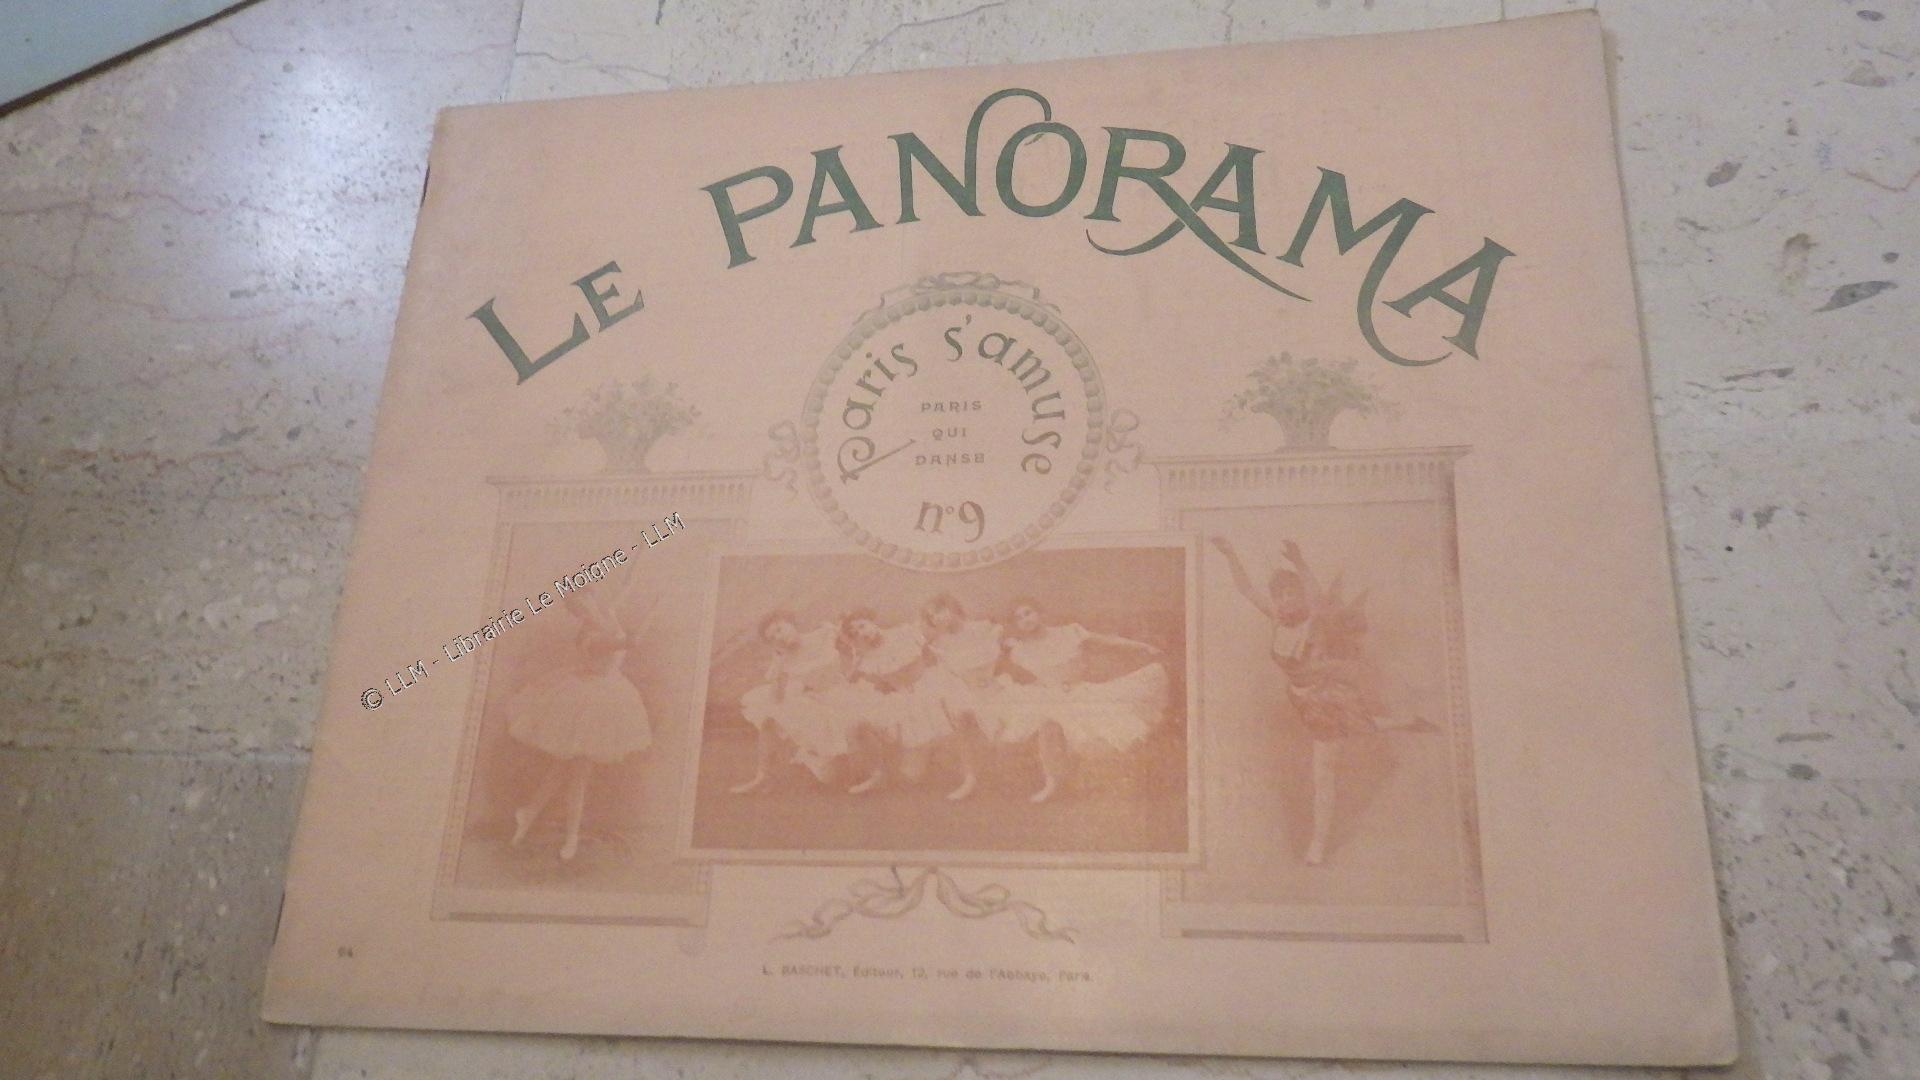 LE PANORAMA
Paris s'amuse
PARIS
QUI
DANSE
n°9
© LLM - Librairie Le Moigne - LLM
64
L. BASCHET, Éditeur, 12, rue de l'Abbaye, Paris.